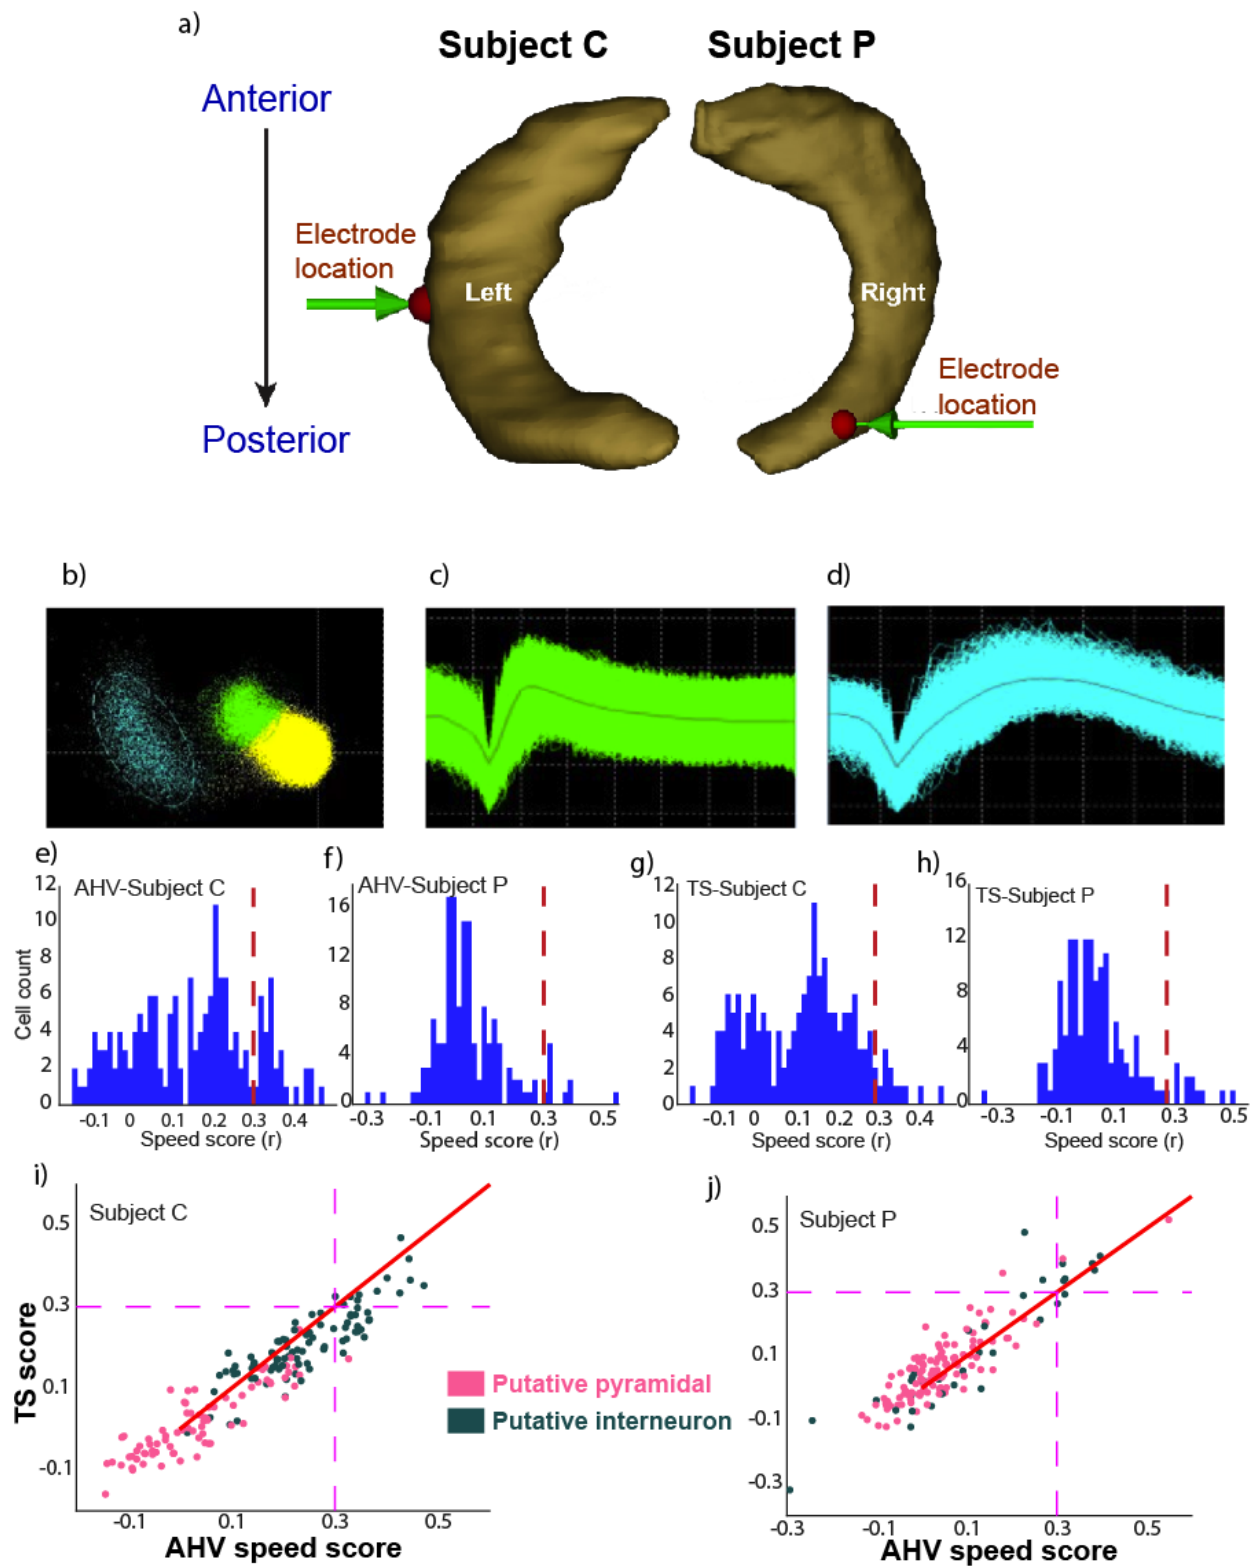 a)
Subject C
Subject P
Anterior
Electrode
location
Left
Right
Electrode
location
Posterior
b)
c)
d)
e)
AHV-Subject C
12
10
8
6
4
2
0
Cell count
-0.1
0
0.1
0.2
0.3
0.4
Speed score (r)
f)
AHV-Subject P
16
12
8
4
0
-0.3
-0.1
0.1
0.3
0.5
Speed score (r)
g)
TS-Subject C
12
10
8
6
4
2
0
-0.1
0
0.1
0.2
0.3
0.4
Speed score (r)
h)
TS-Subject P
16
12
8
4
0
-0.3
-0.1
0.1
0.3
0.5
Speed score (r)
i)
Subject C
0.5
0.3
0.1
-0.1
TS score
-0.1
0.1
0.3
0.5
AHV speed score
Putative pyramidal
Putative interneuron
j)
Subject P
0.5
0.3
0.1
-0.1
-0.3
-0.3
-0.1
0.1
0.3
0.5
AHV speed score